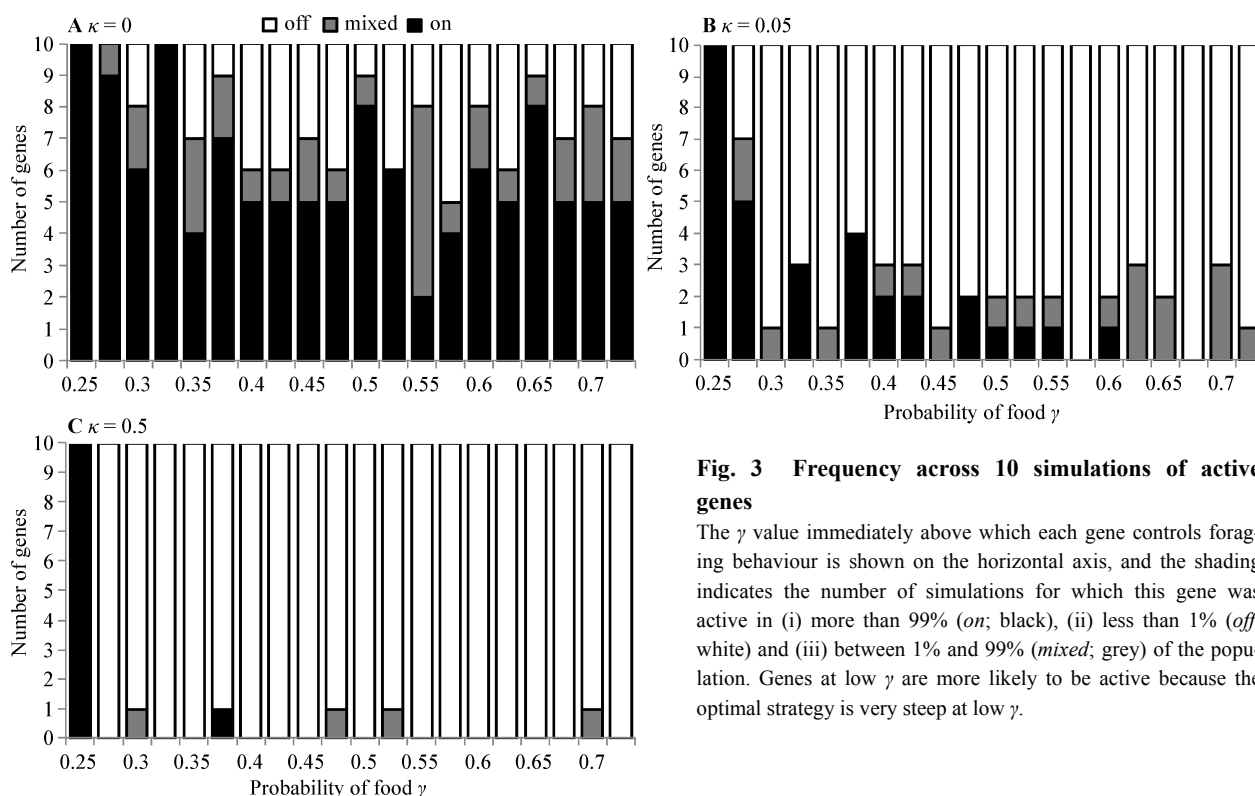 A κ = 0
off mixed on
Number of genes
10
9
8
7
6
5
4
3
2
1
0
0.25 0.3 0.35 0.4 0.45 0.5 0.55 0.6 0.65 0.7
B κ = 0.05
Number of genes
10
9
8
7
6
5
4
3
2
1
0
0.25 0.3 0.35 0.4 0.45 0.5 0.55 0.6 0.65 0.7
Probability of food γ
C κ = 0.5
Number of genes
10
9
8
7
6
5
4
3
2
1
0
0.25 0.3 0.35 0.4 0.45 0.5 0.55 0.6 0.65 0.7
Probability of food γ
Fig. 3 Frequency across 10 simulations of active
genes
The γ value immediately above which each gene controls forag-
ing behaviour is shown on the horizontal axis, and the shading
indicates the number of simulations for which this gene was
active in (i) more than 99% (on; black), (ii) less than 1% (off
white) and (iii) between 1% and 99% (mixed; grey) of the popu-
lation. Genes at low γ are more likely to be active because the
optimal strategy is very steep at low γ.